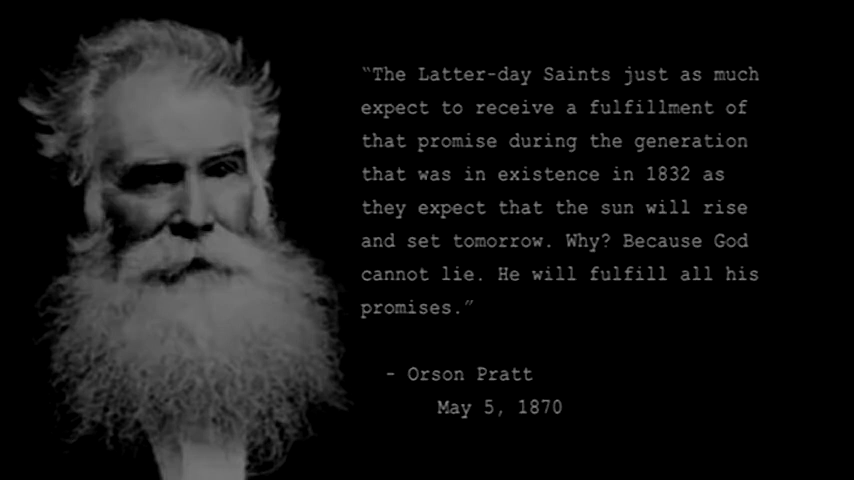 “The Latter-day Saints just as much
expect to receive a fulfillment of
that promise during the generation
that was in existence in 1832 as
they expect that the sun will rise
and set tomorrow. Why? Because God
cannot lie. He will fulfill all his
promises.”
- Orson Pratt
May 5, 1870